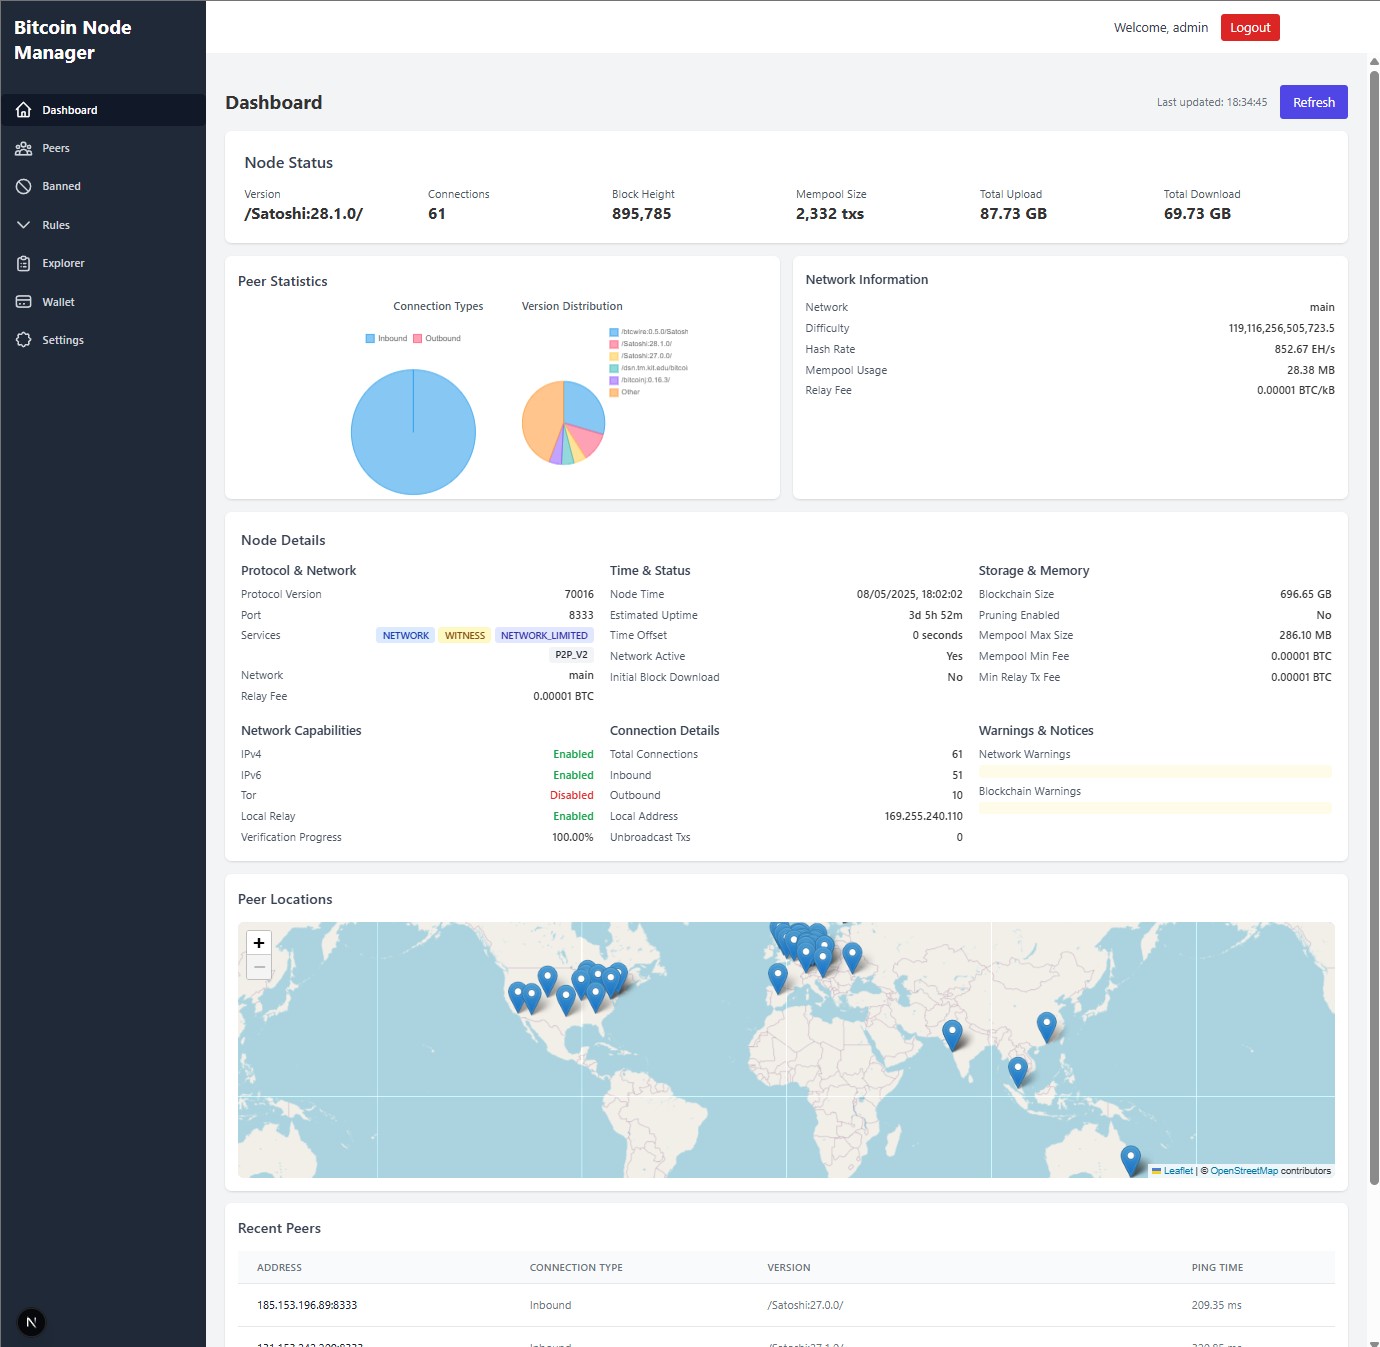 Bitcoin Node
Manager
Welcome, admin
Logout
Dashboard
Peers
Banned
Rules
Explorer
Wallet
Settings
Dashboard
Last updated: 18:34:45
Refresh
Node Status
Version
Connections
Block Height
Mempool Size
Total Upload
Total Download
/Satoshi:28.1.0/
61
895,785
2,332 txs
87.73 GB
69.73 GB
Peer Statistics
Connection Types
Inbound
Outbound
Version Distribution
/btcwire:0.5.0/Satosh
/Satoshi:28.1.0/
/Satoshi:27.0.0/
/dsn.tm.kit.edu/bitcoi
/bitcoinj:0.16.3/
Other
Network Information
Network main
Difficulty 119,116,256,505,723.5
Hash Rate 852.67 EH/s
Mempool Usage 28.38 MB
Relay Fee 0.00001 BTC/kB
Node Details
Protocol & Network
Protocol Version 70016
Port 8333
Services NETWORK WITNESS NETWORK_LIMITED
P2P_V2
Network main
Relay Fee 0.00001 BTC
Time & Status
Node Time 08/05/2025, 18:02:02
Estimated Uptime 3d 5h 52m
Time Offset 0 seconds
Network Active Yes
Initial Block Download No
Storage & Memory
Blockchain Size 696.65 GB
Pruning Enabled No
Mempool Max Size 286.10 MB
Mempool Min Fee 0.00001 BTC
Min Relay Tx Fee 0.00001 BTC
Network Capabilities
IPv4 Enabled
IPv6 Enabled
Tor Disabled
Local Relay Enabled
Verification Progress 100.00%
Connection Details
Total Connections 61
Inbound 51
Outbound 10
Local Address 169.255.240.110
Unbroadcast Txs 0
Warnings & Notices
Network Warnings
Blockchain Warnings
Peer Locations
+
−
Leaflet | © OpenStreetMap contributors
Recent Peers
ADDRESS CONNECTION TYPE VERSION PING TIME
185.153.196.89:8333 Inbound /Satoshi:27.0.0/ 209.35 ms
N